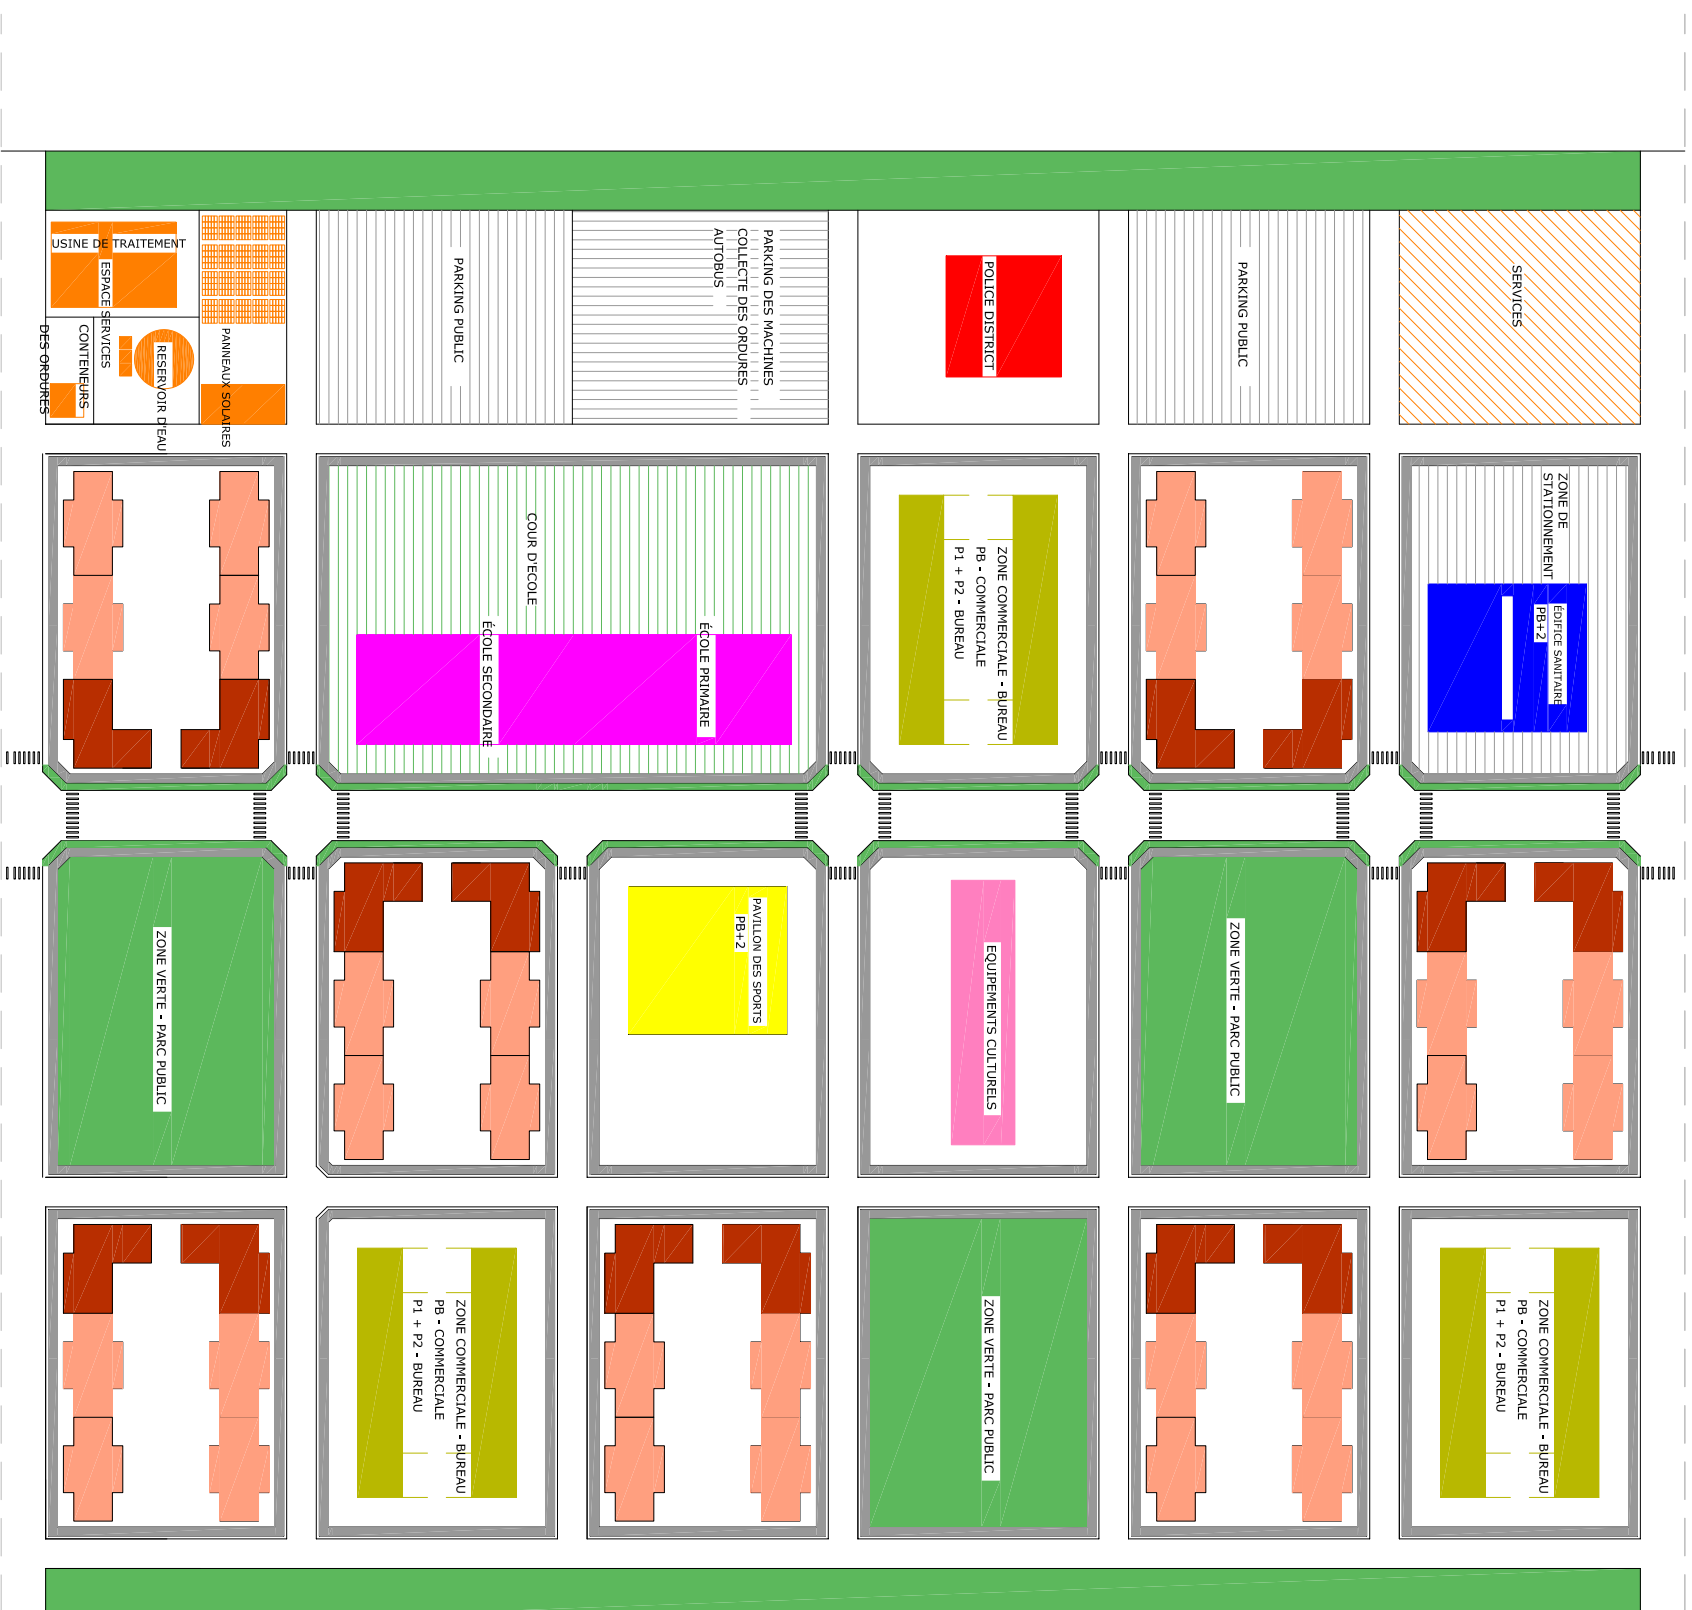 USINE DE TRAITEMENT
ESPACE SERVICES
CONTENEURS
DES ORDURES
RESERVOIR D'EAU
PANNEAUX SOLAIRES
PARKING PUBLIC
PARKING DES MACHINES
COLLECTE DES ORDURES
AUTOBUS
POLICE DISTRICT
PARKING PUBLIC
SERVICES
COUR D'ECOLE
ÉCOLE SECONDAIRE
ÉCOLE PRIMAIRE
ZONE COMMERCIALE - BUREAU
PB - COMMERCIALE
P1 + P2 - BUREAU
ZONE DE
STATIONNEMENT
ÉDIFICE SANITAIRE
PB+2
ZONE VERTE - PARC PUBLIC
PAVILLON DES SPORTS
PB+2
EQUIPEMENTS CULTURELS
ZONE VERTE - PARC PUBLIC
ZONE COMMERCIALE - BUREAU
PB - COMMERCIALE
P1 + P2 - BUREAU
ZONE VERTE - PARC PUBLIC
ZONE COMMERCIALE - BUREAU
PB - COMMERCIALE
P1 + P2 - BUREAU